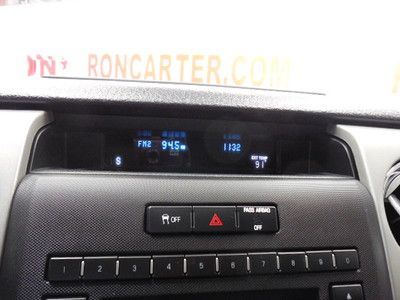 RONCARTER.COM
FM2 94.5 1132
EXT TEMP
91°
OFF
PASS AIRBAG
OFF
1 2 3 4 5 6 7 8 9 0